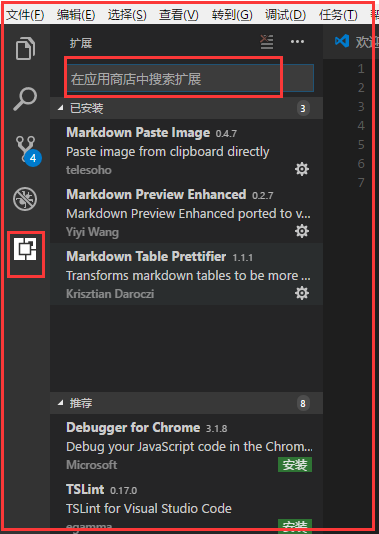 文件(F) 编辑(E) 选择(S) 查看(V) 转到(G) 调试(D) 任务(T)
扩展
欢迎
在应用商店中搜索扩展
已安装 3
Markdown Paste Image 0.4.7
Paste image from clipboard directly
telesoho
Markdown Preview Enhanced 0.2.7
Markdown Preview Enhanced ported to v...
Yiyi Wang
Markdown Table Prettifier 1.1.1
Transforms markdown tables to be more ...
Krisztian Daroczi
推荐 8
Debugger for Chrome 3.1.8
Debug your JavaScript code in the Chrom...
Microsoft 安装
TSLint 0.17.0
TSLint for Visual Studio Code
egamma 安装
4
1
2
3
4
5
6
7